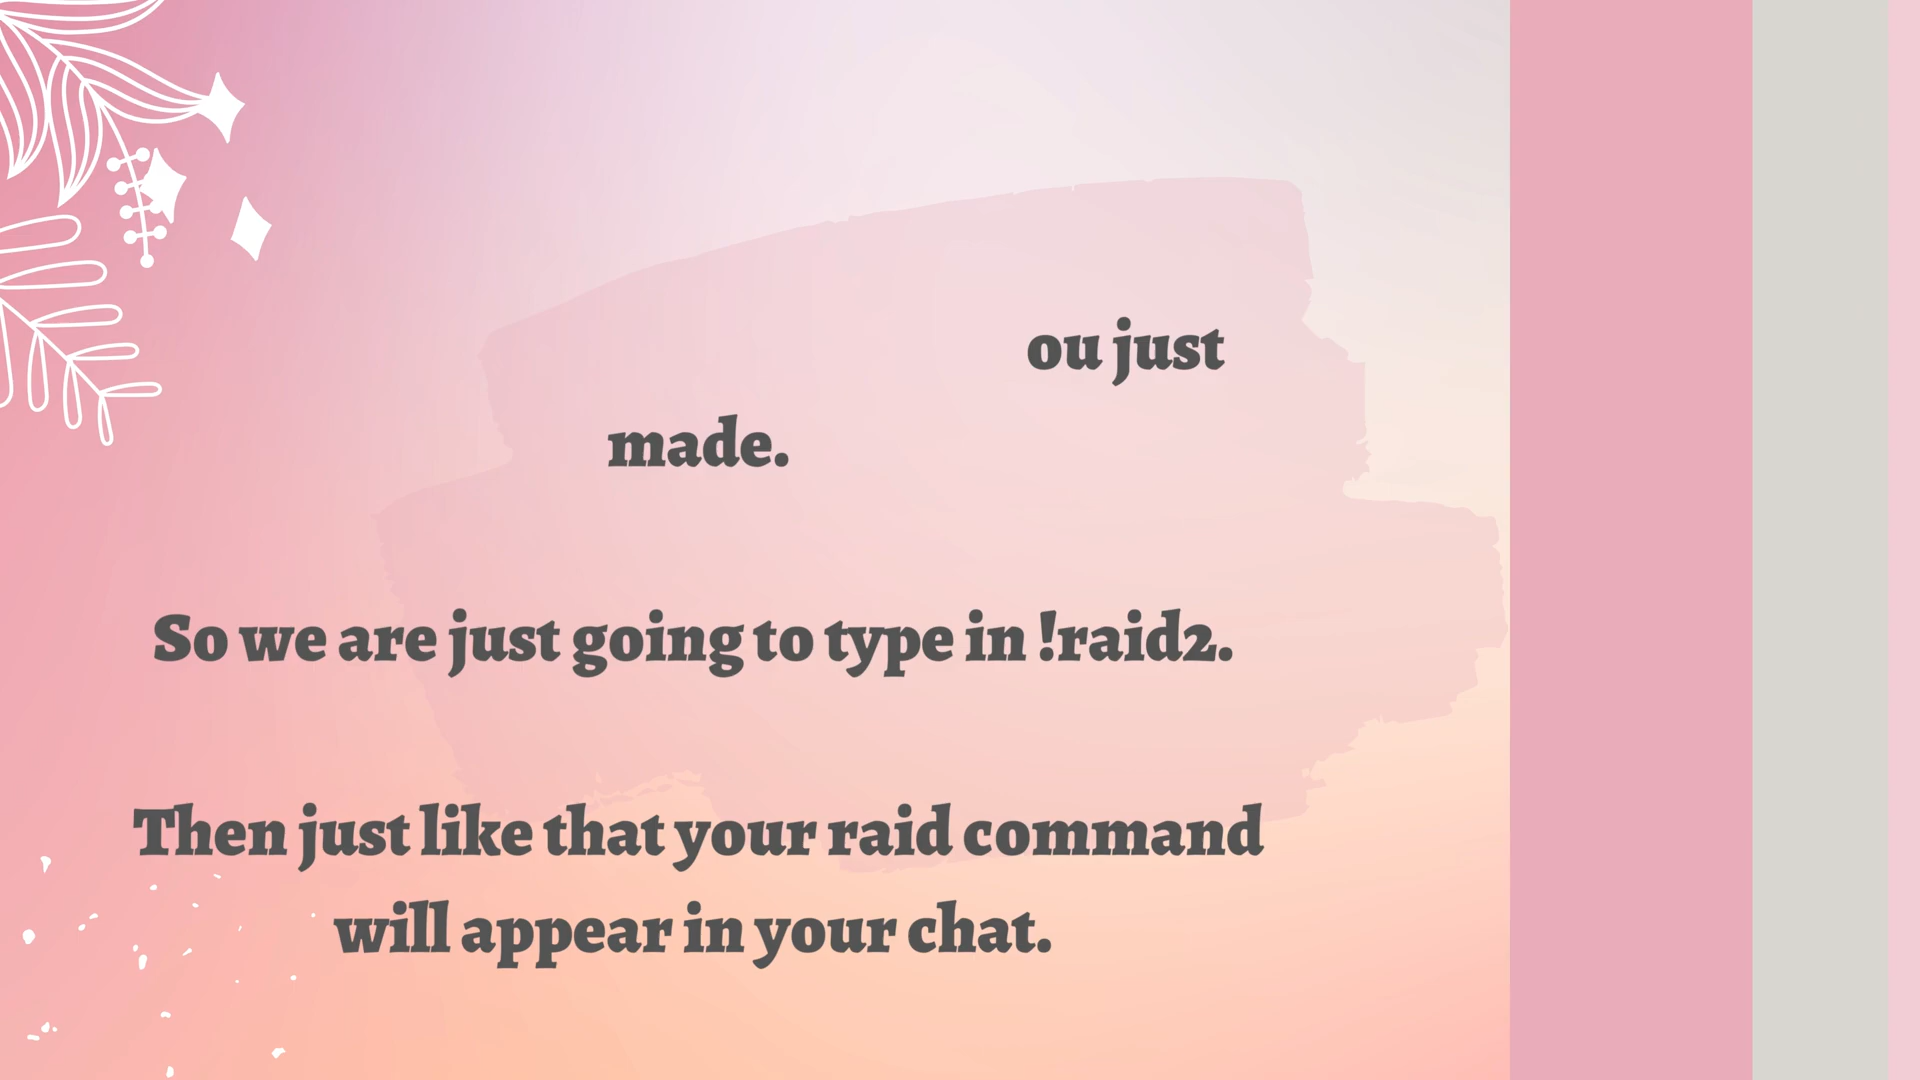 ou just
made.
So we are just going to type in !raid2.
Then just like that your raid command
will appear in your chat.